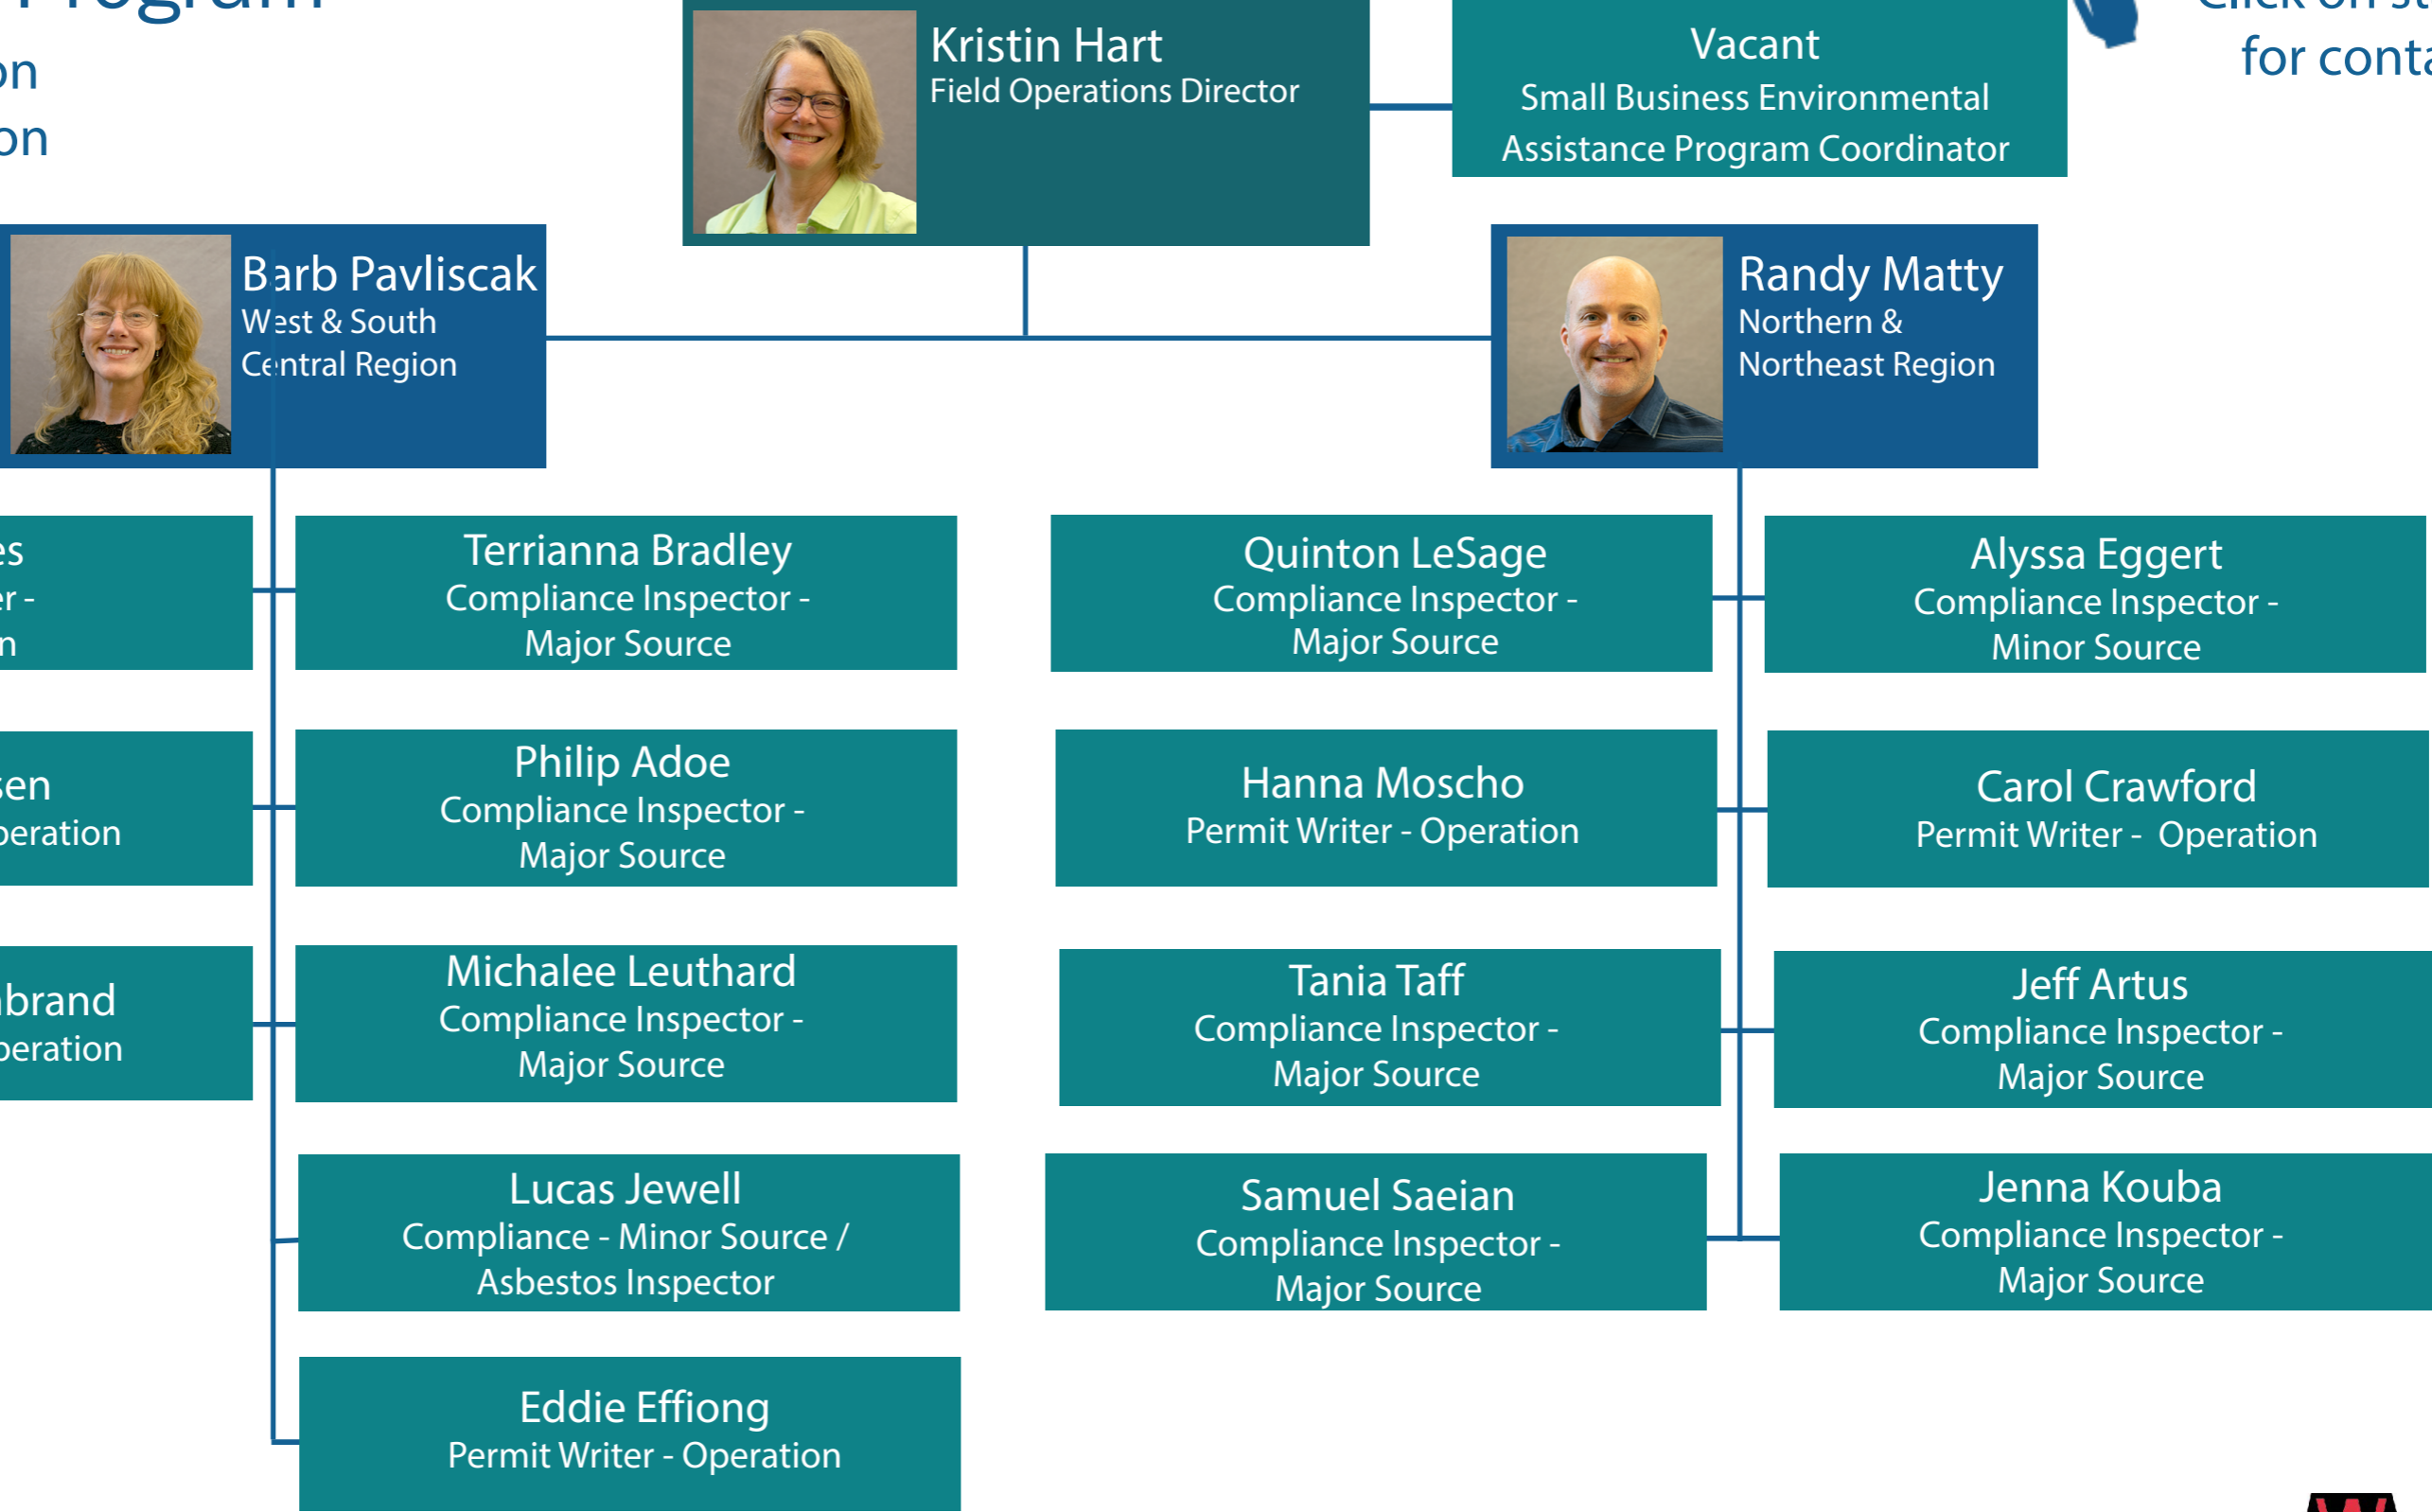 Program
Kristin Hart
Field Operations Director
Vacant
Small Business Environmental
Assistance Program Coordinator
Click on
for
Barb Pavliscak
West & South
Central Region
Randy Matty
Northern &
Northeast Region
Terrianna Bradley
Compliance Inspector -
Major Source
Philip Adoe
Compliance Inspector -
Major Source
Michalee Leuthard
Compliance Inspector -
Major Source
Lucas Jewell
Compliance - Minor Source /
Asbestos Inspector
Eddie Effiong
Permit Writer - Operation
Quinton LeSage
Compliance Inspector -
Major Source
Hanna Moscho
Permit Writer - Operation
Tania Taff
Compliance Inspector -
Major Source
Samuel Saeian
Compliance Inspector -
Major Source
Alyssa Eggert
Compliance Inspector -
Minor Source
Carol Crawford
Permit Writer - Operation
Jeff Artus
Compliance Inspector -
Major Source
Jenna Kouba
Compliance Inspector -
Major Source